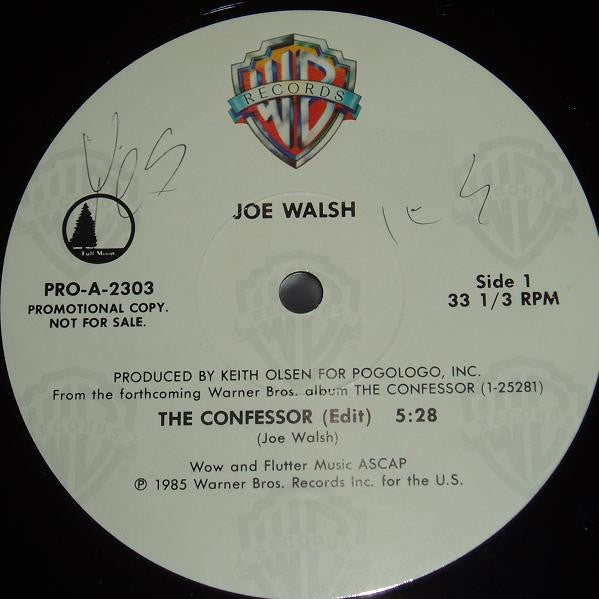 WB
RECORDS
JOE WALSH
Full Moon
PRO-A-2303
PROMOTIONAL COPY.
NOT FOR SALE.
Side 1
33 1/3 RPM
PRODUCED BY KEITH OLSEN FOR POGOLOGO, INC.
From the forthcoming Warner Bros. album THE CONFESSOR (1-25281)
THE CONFESSOR (Edit) 5:28
(Joe Walsh)
Wow and Flutter Music ASCAP
℗ 1985 Warner Bros. Records Inc. for the U.S.